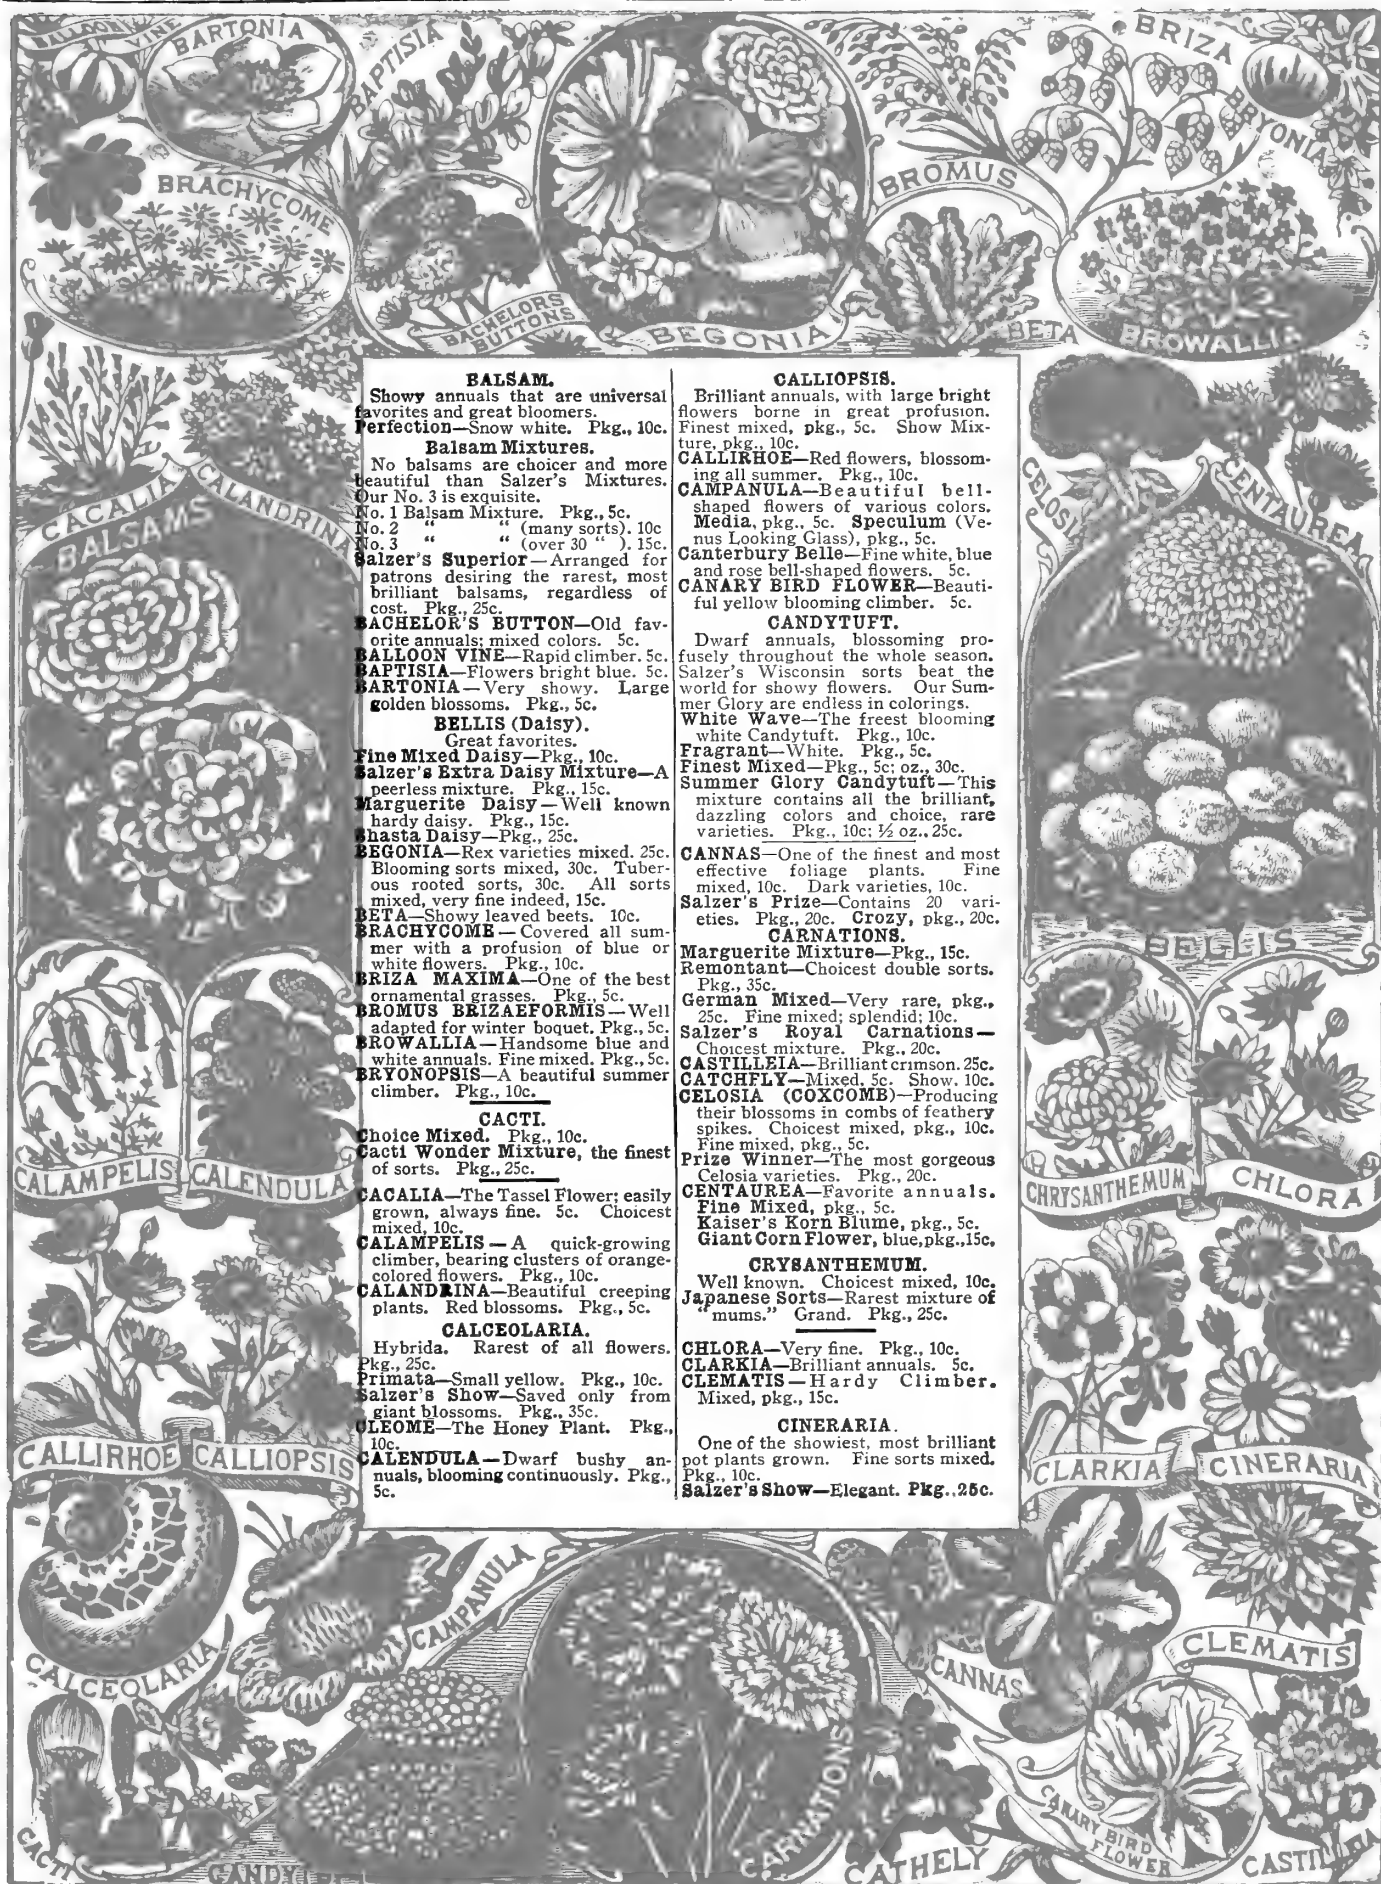 BALLOON VINE
BARTONIA
BAPTISIA
BRIZA
BRYONIA
BRACHYCOME
BROMUS
BACHELORS
BUTTONS
BEGONIA
BETA
BROWALLIA
CACALIA
CALANDRINA
BALSAMS
CELOSIA
CENTAUREA
BALSAM.
Showy annuals that are universal
favorites and great bloomers.
Perfection—Snow white. Pkg., 10c.
Balsam Mixtures.
No balsams are choicer and more
beautiful than Salzer's Mixtures.
Our No. 3 is exquisite.
No. 1 Balsam Mixture. Pkg., 5c.
No. 2 " " (many sorts). 10c
No. 3 " " (over 30 " ). 15c.
Salzer's Superior—Arranged for
patrons desiring the rarest, most
brilliant balsams, regardless of
cost. Pkg., 25c.
BACHELOR'S BUTTON—Old fav-
orite annuals; mixed colors. 5c.
BALLOON VINE—Rapid climber. 5c.
BAPTISIA—Flowers bright blue. 5c.
BARTONIA—Very showy. Large
golden blossoms. Pkg., 5c.
BELLIS (Daisy).
Great favorites.
Fine Mixed Daisy—Pkg., 10c.
Salzer's Extra Daisy Mixture—A
peerless mixture. Pkg., 15c.
Marguerite Daisy—Well known
hardy daisy. Pkg., 15c.
Shasta Daisy—Pkg., 25c.
BEGONIA—Rex varieties mixed. 25c.
Blooming sorts mixed, 30c. Tuber-
ous rooted sorts, 30c. All sorts
mixed, very fine indeed, 15c.
BETA—Showy leaved beets. 10c.
BRACHYCOME—Covered all sum-
mer with a profusion of blue or
white flowers. Pkg., 10c.
BRIZA MAXIMA—One of the best
ornamental grasses. Pkg., 5c.
BROMUS BRIZAEFORMIS—Well
adapted for winter boquet. Pkg., 5c.
BROWALLIA—Handsome blue and
white annuals. Fine mixed. Pkg., 5c.
BRYONOPSIS—A beautiful summer
climber. Pkg., 10c.
CACTI.
Choice Mixed. Pkg., 10c.
Cacti Wonder Mixture, the finest
of sorts. Pkg., 25c.
CACALIA—The Tassel Flower; easily
grown, always fine. 5c. Choicest
mixed, 10c.
CALAMPELIS—A quick-growing
climber, bearing clusters of orange-
colored flowers. Pkg., 10c.
CALANDRINA—Beautiful creeping
plants. Red blossoms. Pkg., 5c.
CALCEOLARIA.
Hybrida. Rarest of all flowers.
Pkg., 25c.
Primata—Small yellow. Pkg., 10c.
Salzer's Show—Saved only from
giant blossoms. Pkg., 35c.
CLEOME—The Honey Plant. Pkg.,
10c.
CALENDULA—Dwarf bushy an-
nuals, blooming continuously. Pkg.,
5c.
CALLIOPSIS.
Brilliant annuals, with large bright
flowers borne in great profusion.
Finest mixed, pkg., 5c. Show Mix-
ture, pkg., 10c.
CALLIRHOE—Red flowers, blossom-
ing all summer. Pkg., 10c.
CAMPANULA—Beautiful bell-
shaped flowers of various colors.
Media, pkg., 5c. Speculum (Ve-
nus Looking Glass), pkg., 5c.
Canterbury Belle—Fine white, blue
and rose bell-shaped flowers. 5c.
CANARY BIRD FLOWER—Beauti-
ful yellow blooming climber. 5c.
CANDYTUFT.
Dwarf annuals, blossoming pro-
fusely throughout the whole season.
Salzer's Wisconsin sorts beat the
world for showy flowers. Our Sum-
mer Glory are endless in colorings.
White Wave—The freest blooming
white Candytuft. Pkg., 10c.
Fragrant—White. Pkg., 5c.
Finest Mixed—Pkg., 5c; oz., 30c.
Summer Glory Candytuft—This
mixture contains all the brilliant,
dazzling colors and choice, rare
varieties. Pkg., 10c; ½ oz., 25c.
CANNAS—One of the finest and most
effective foliage plants. Fine
mixed, 10c. Dark varieties, 10c.
Salzer's Prize—Contains 20 vari-
eties. Pkg., 20c. Crozy, pkg., 20c.
CARNATIONS.
Marguerite Mixture—Pkg., 15c.
Remontant—Choicest double sorts.
Pkg., 35c.
German Mixed—Very rare, pkg.,
25c. Fine mixed; splendid; 10c.
Salzer's Royal Carnations—
Choicest mixture. Pkg., 20c.
CASTILLEIA—Brilliant crimson. 25c.
CATCHFLY—Mixed, 5c. Show. 10c.
CELOSIA (COXCOMB)—Producing
their blossoms in combs of feathery
spikes. Choicest mixed, pkg., 10c.
Fine mixed, pkg., 5c.
Prize Winner—The most gorgeous
Celosia varieties. Pkg., 20c.
CENTAUREA—Favorite annuals.
Fine Mixed, pkg., 5c.
Kaiser's Korn Blume, pkg., 5c.
Giant Corn Flower, blue, pkg., 15c.
CRYSANTHEMUM.
Well known. Choicest mixed, 10c.
Japanese Sorts—Rarest mixture of
"mums." Grand. Pkg., 25c.
CHLORA—Very fine. Pkg., 10c.
CLARKIA—Brilliant annuals. 5c.
CLEMATIS—Hardy Climber.
Mixed, pkg., 15c.
CINERARIA.
One of the showiest, most brilliant
pot plants grown. Fine sorts mixed.
Pkg., 10c.
Salzer's Show—Elegant. Pkg., 25c.
BELLIS
CALAMPELIS
CALENDULA
CHRYSANTHEMUM
CHLORA
CALLIRHOE
CALLIOPSIS
CLARKIA
CINERARIA
CALCEOLARIA
CAMPANULA
CANNAS
CLEMATIS
CACTI
CARNATIONS
CATHELY
CANARY BIRD
FLOWER